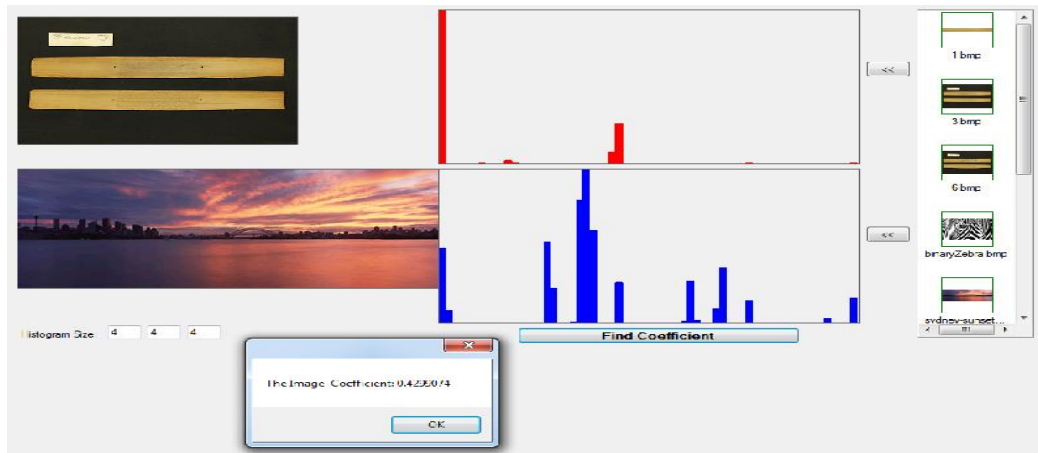 <<
1.bmp
3.bmp
6.bmp
<<
binaryZebra.bmp
sydney-sunset...
Histogram Size 4 4 4
Find Coefficient
The Image Coefficient: 0.4299074
OK